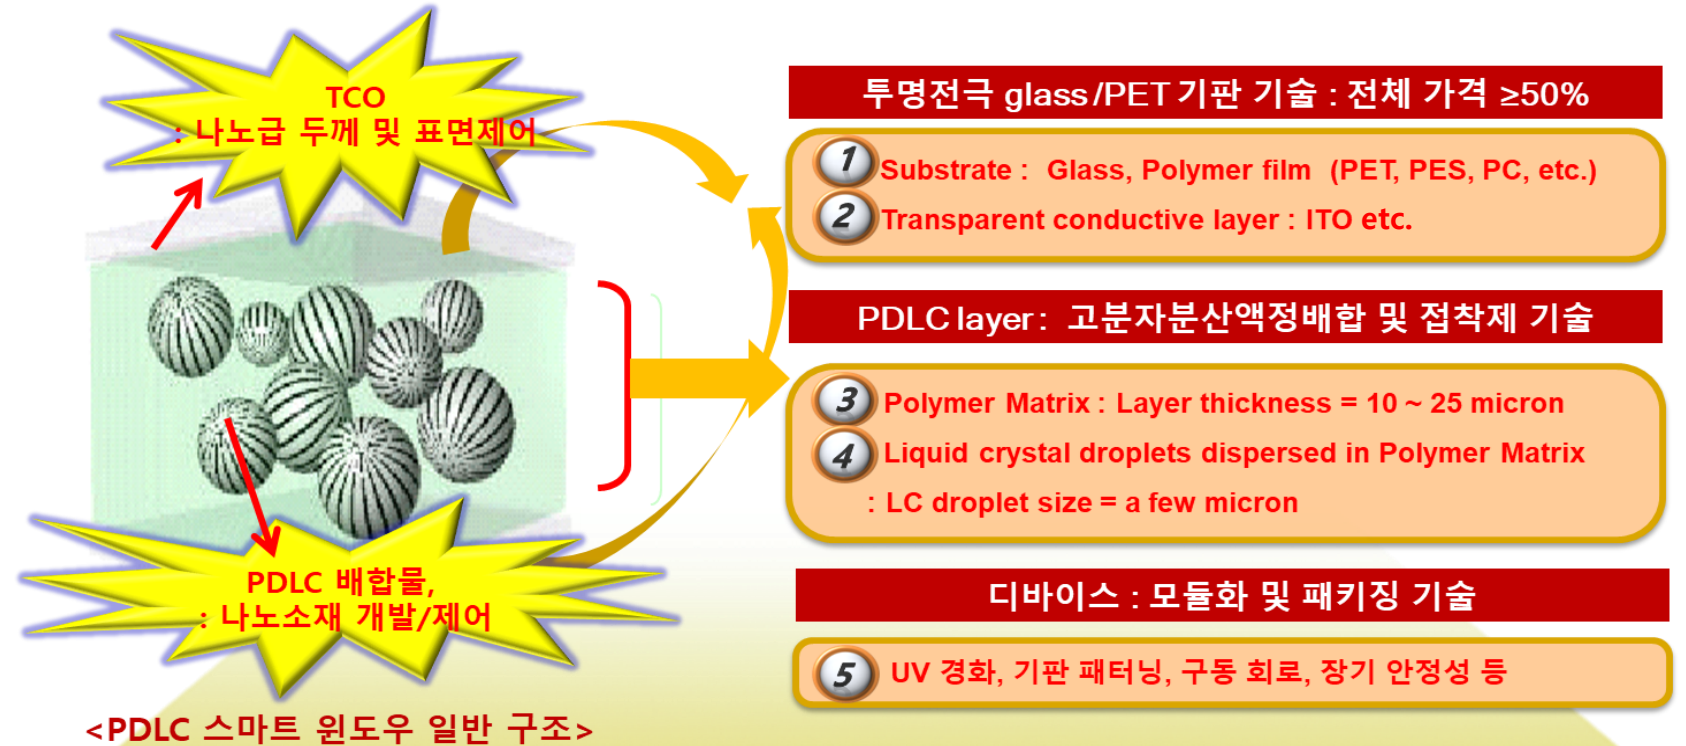 TCO
: 나노급 두께 및 표면제어
PDLC 배합물,
: 나노소재 개발/제어
<PDLC 스마트 윈도우 일반 구조>
투명전극 glass/PET 기판 기술 : 전체 가격 ≥50%
1 Substrate : Glass, Polymer film (PET, PES, PC, etc.)
2 Transparent conductive layer : ITO etc.
PDLC layer : 고분자분산액정배합 및 접착제 기술
3 Polymer Matrix : Layer thickness = 10 ~ 25 micron
4 Liquid crystal droplets dispersed in Polymer Matrix
: LC droplet size = a few micron
디바이스 : 모듈화 및 패키징 기술
5 UV 경화, 기판 패터닝, 구동 회로, 장기 안정성 등